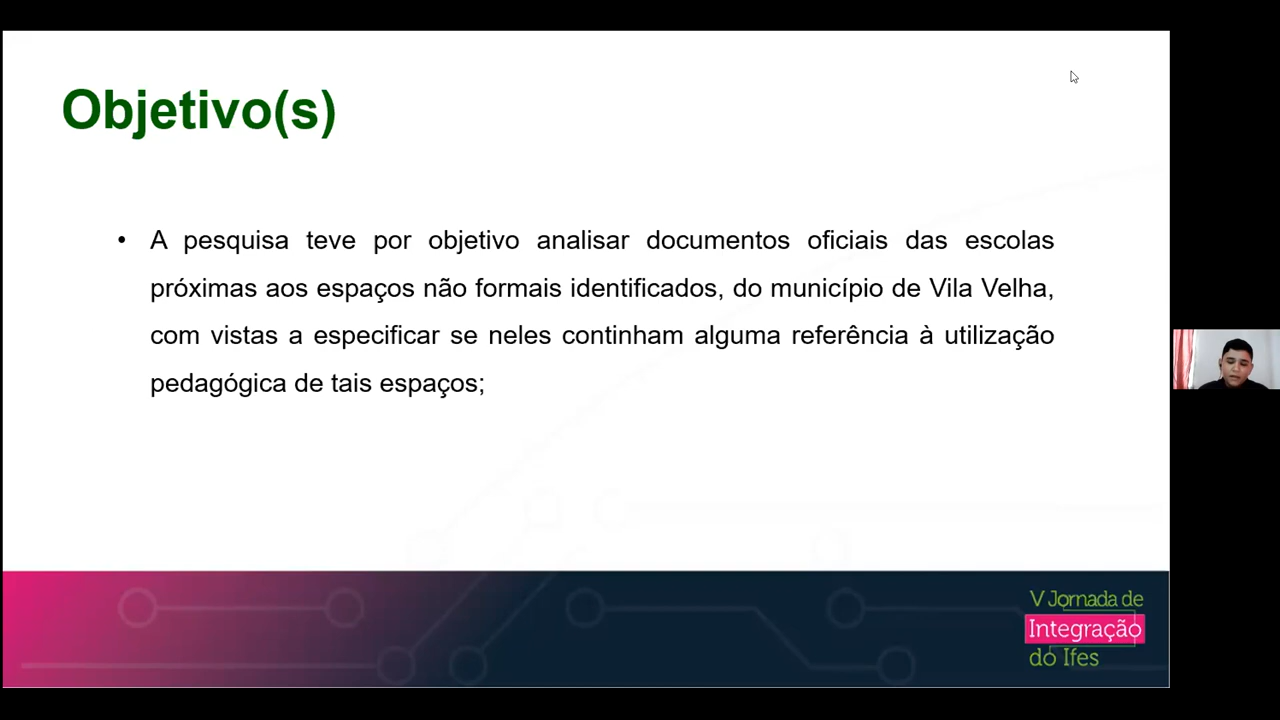 Objetivo(s)
• A pesquisa teve por objetivo analisar documentos oficiais das escolas
próximas aos espaços não formais identificados, do município de Vila Velha,
com vistas a especificar se neles continham alguma referência à utilização
pedagógica de tais espaços;
V Jornada de
Integração
do Ifes